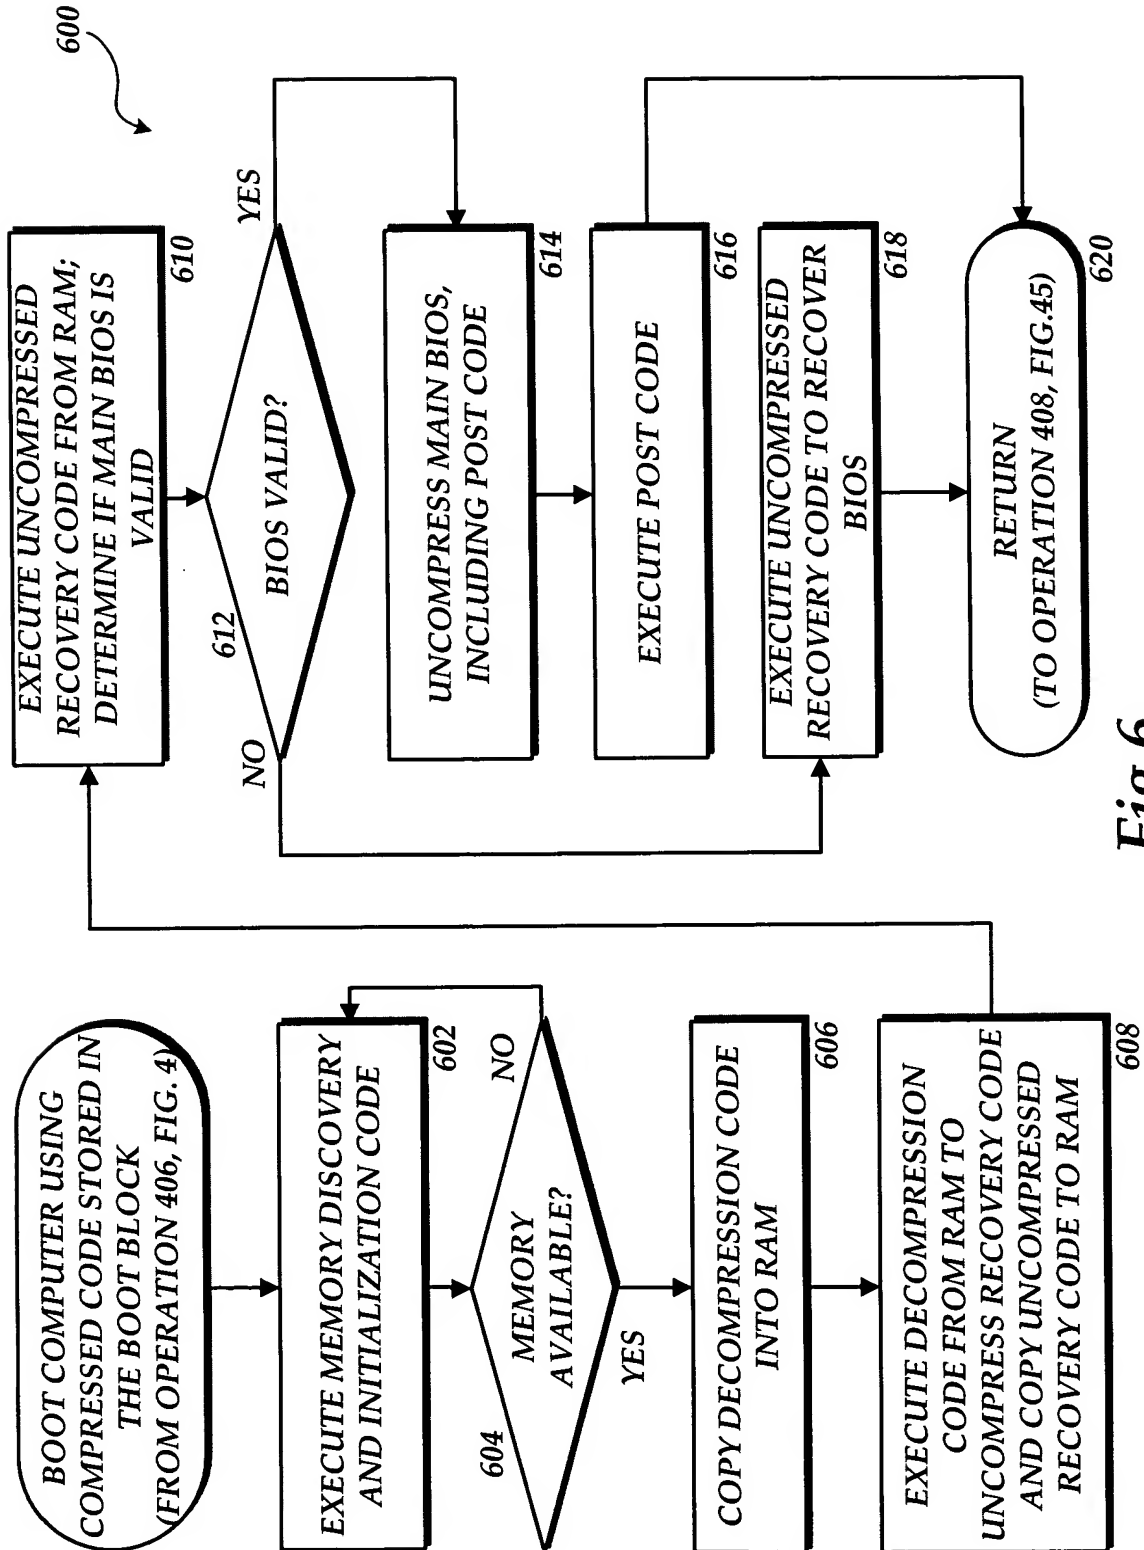 600
BOOT COMPUTER USING
COMPRESSED CODE STORED IN
THE BOOT BLOCK
(FROM OPERATION 406, FIG. 4)
EXECUTE MEMORY DISCOVERY
AND INITIALIZATION CODE
602
604
MEMORY
AVAILABLE?
NO
YES
COPY DECOMPRESSION CODE
INTO RAM
606
EXECUTE DECOMPRESSION
CODE FROM RAM TO
UNCOMPRESS RECOVERY CODE
AND COPY UNCOMPRESSED
RECOVERY CODE TO RAM
608
EXECUTE UNCOMPRESSED
RECOVERY CODE FROM RAM;
DETERMINE IF MAIN BIOS IS
VALID
610
612
BIOS VALID?
NO
YES
UNCOMPRESS MAIN BIOS,
INCLUDING POST CODE
614
EXECUTE POST CODE
616
EXECUTE UNCOMPRESSED
RECOVERY CODE TO RECOVER
BIOS
618
RETURN
(TO OPERATION 408, FIG.45)
620
Fig.6